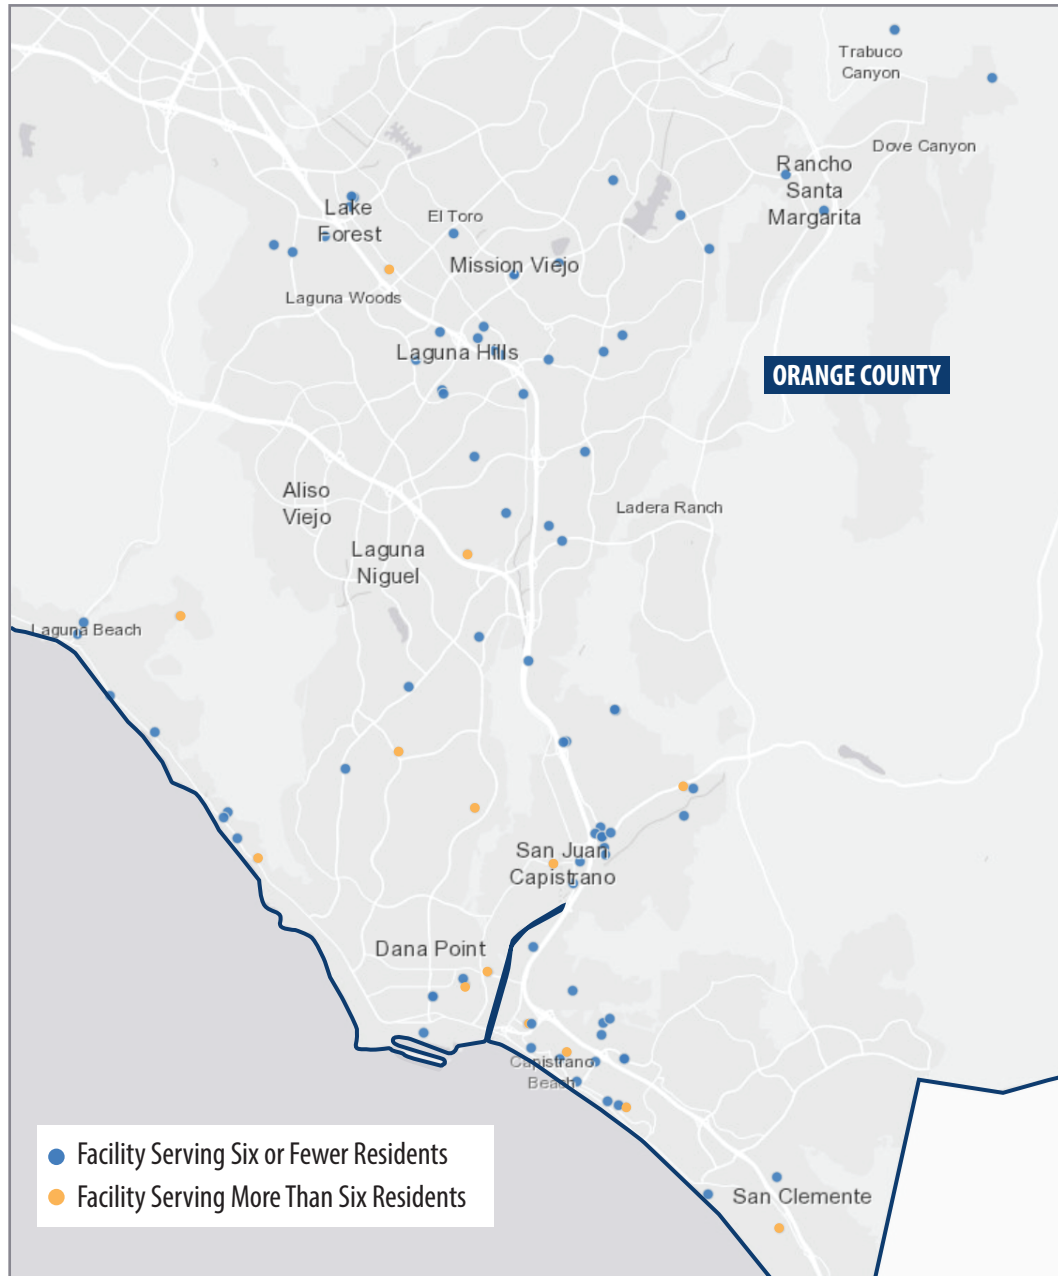 Trabuco
Canyon
Dove Canyon
Rancho
Santa
Margarita
Lake
Forest
El Toro
Mission Viejo
Laguna Woods
Laguna Hills
ORANGE COUNTY
Aliso
Viejo
Ladera Ranch
Laguna
Niguel
Laguna Beach
San Juan
Capistrano
Dana Point
Capistrano
Beach
San Clemente
Facility Serving Six or Fewer Residents
Facility Serving More Than Six Residents